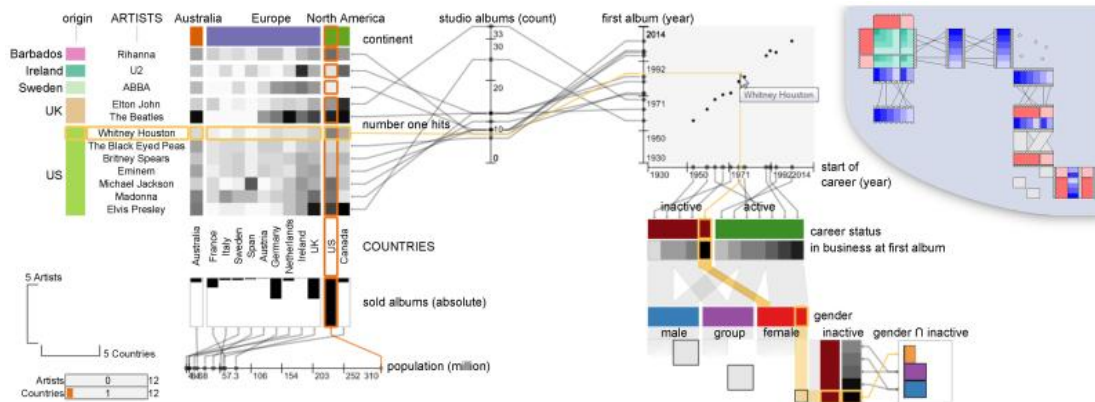 origin
ARTISTS
Australia
Europe
North America
studio albums (count)
first album (year)
continent
Barbados
Rihanna
Ireland
U2
Sweden
ABBA
UK
Elton John
The Beatles
number one hits
Whitney Houston
The Black Eyed Peas
Britney Spears
US
Eminem
Michael Jackson
Madonna
Elvis Presley
33
30
20
10
0
2014
1992
1971
1950
1930
Whitney Houston
1930
1950
1971
1992
2014
start of
career (year)
inactive
active
career status
in business at first album
Australia
France
Italy
Sweden
Spain
Austria
Germany
Netherlands
Ireland
UK
US
Canada
COUNTRIES
5 Artists
5 Countries
sold albums (absolute)
gender
male
group
female
inactive
gender ∩ inactive
population (million)
57.3
106
154
203
252
310
Artists
0
12
Countries
1
12